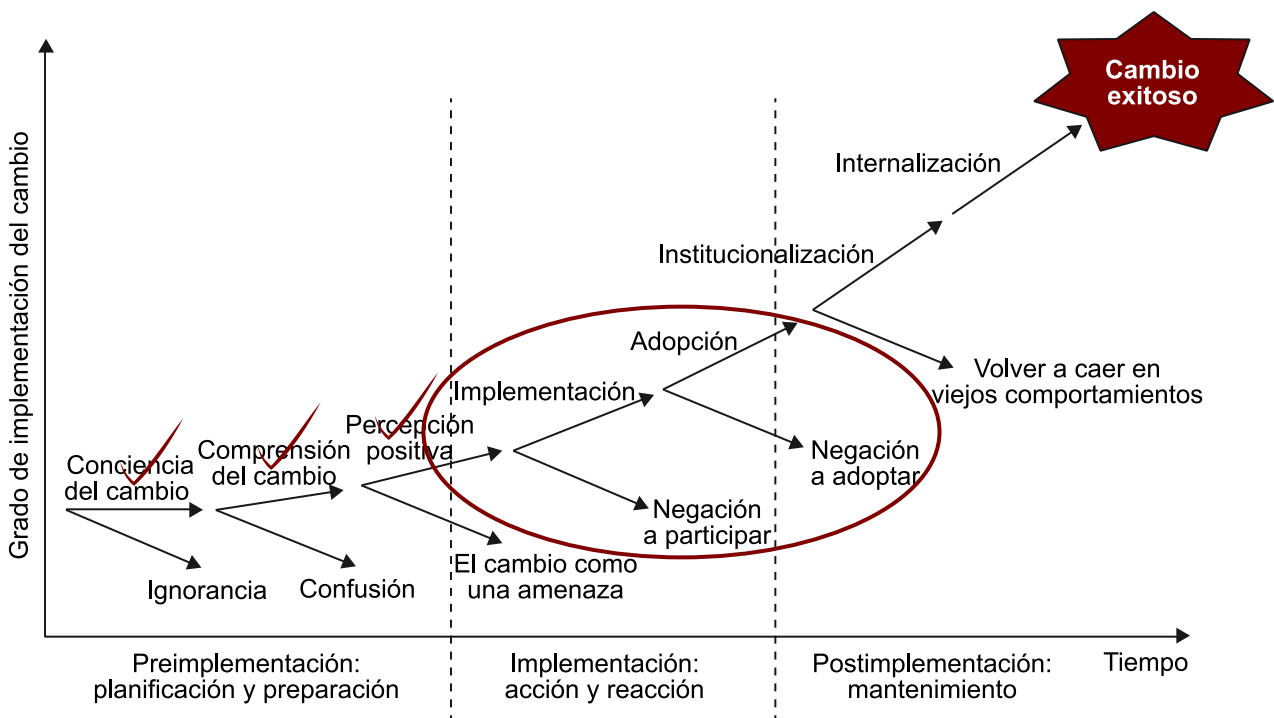 Cambio
exitoso
Grado de implementación del cambio
Internalización
Institucionalización
Adopción
Volver a caer en
viejos comportamientos
Implementación
Percepción
positiva
Comprensión
del cambio
Conciencia
del cambio
Negación
a adoptar
Negación
a participar
El cambio como
una amenaza
Confusión
Ignorancia
Preimplementación:
planificación y preparación
Implementación:
acción y reacción
Postimplementación:
mantenimiento
Tiempo